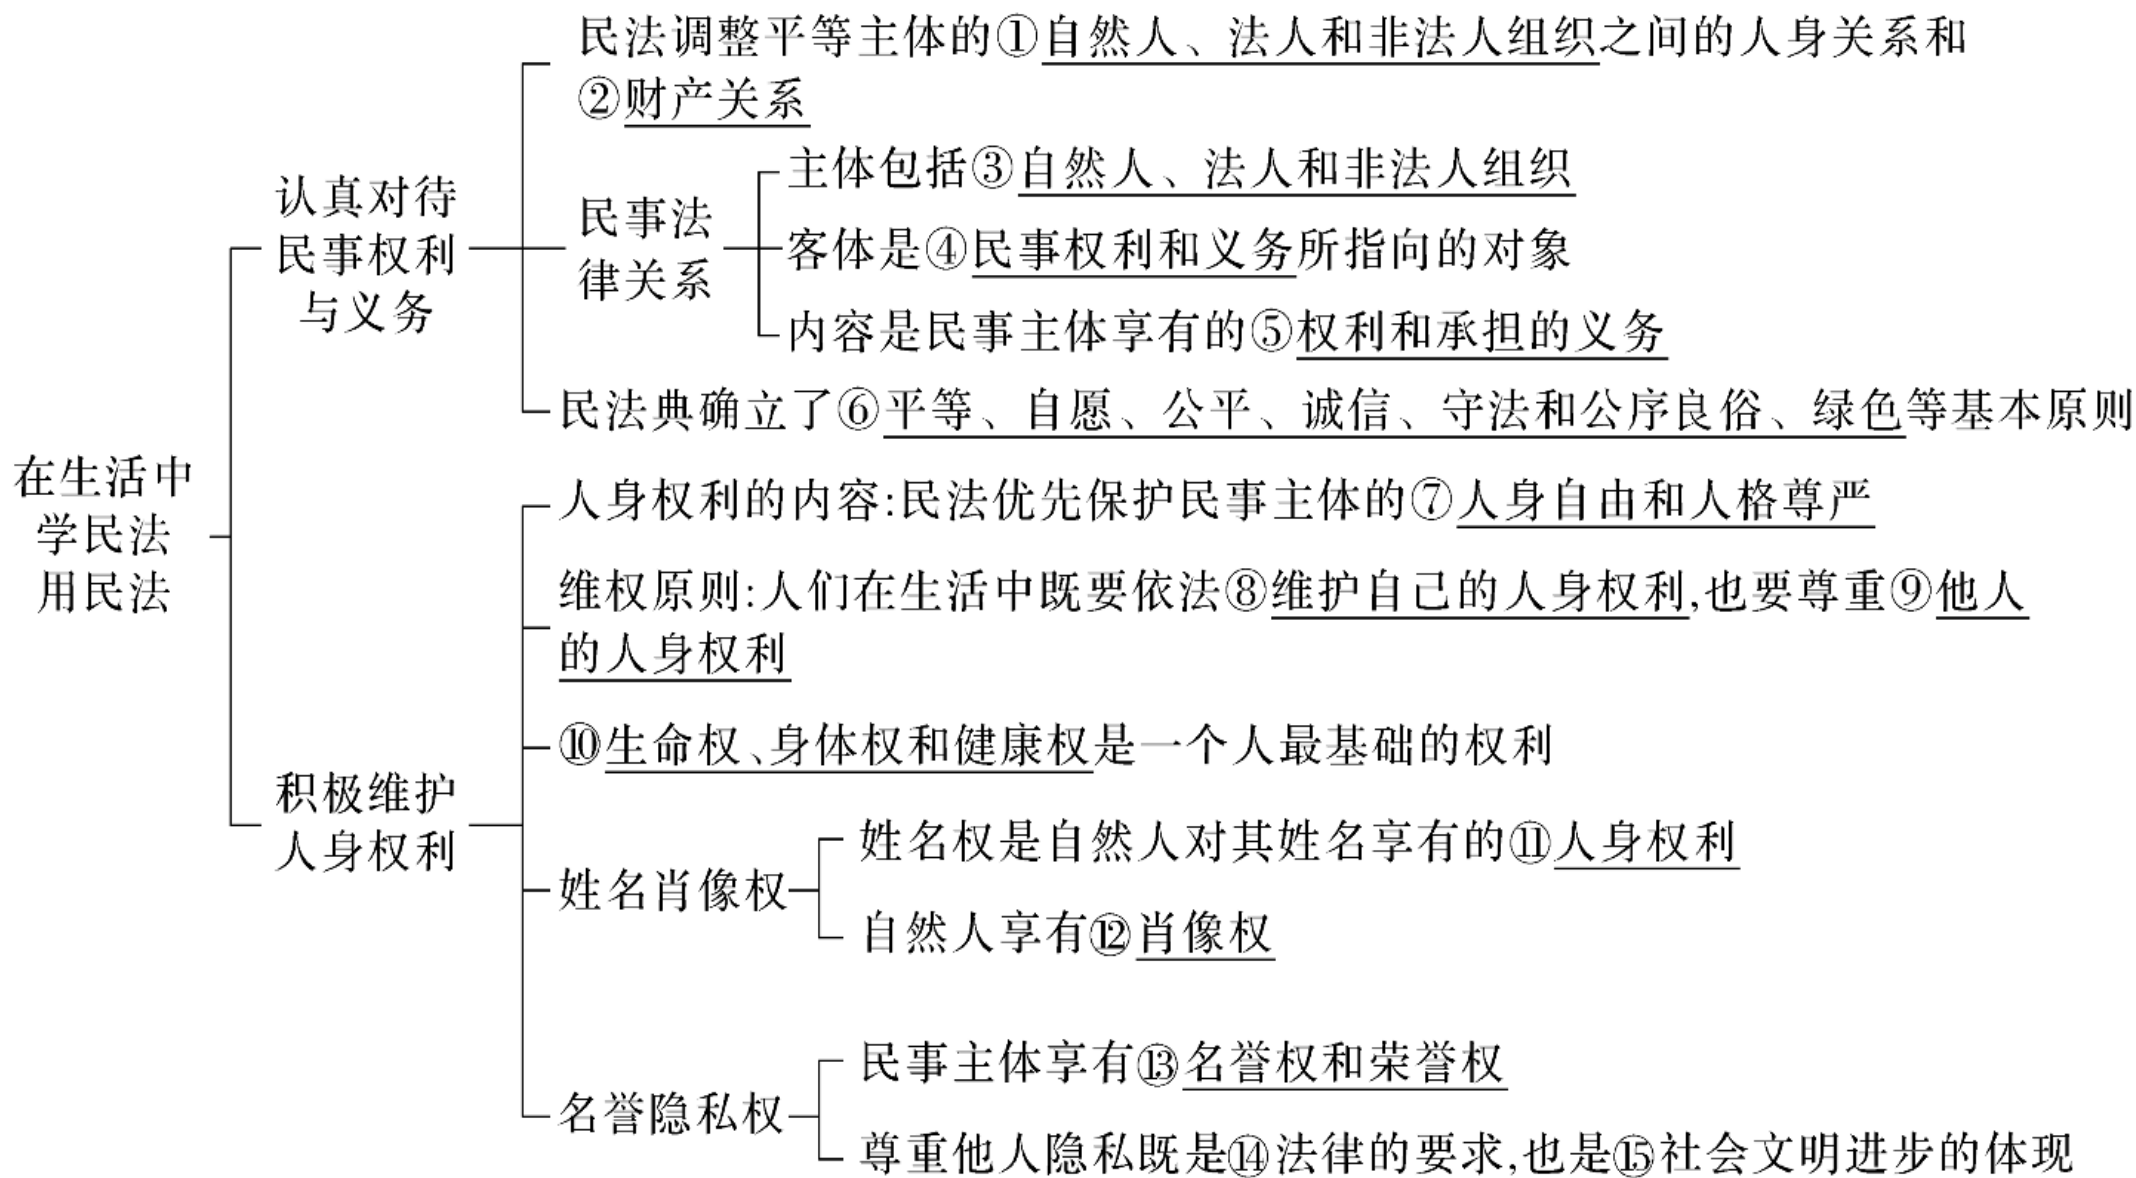 在生活中
学民法
用民法
认真对待
民事权利
与义务
民法调整平等主体的①自然人、法人和非法人组织之间的人身关系和
②财产关系
民事法
律关系
主体包括③自然人、法人和非法人组织
客体是④民事权利和义务所指向的对象
内容是民事主体享有的⑤权利和承担的义务
民法典确立了⑥平等、自愿、公平、诚信、守法和公序良俗、绿色等基本原则
积极维护
人身权利
人身权利的内容:民法优先保护民事主体的⑦人身自由和人格尊严
维权原则:人们在生活中既要依法⑧维护自己的人身权利,也要尊重⑨他人
的人身权利
⑩生命权、身体权和健康权是一个人最基础的权利
姓名肖像权
姓名权是自然人对其姓名享有的⑪人身权利
自然人享有⑫肖像权
名誉隐私权
民事主体享有⑬名誉权和荣誉权
尊重他人隐私既是⑭法律的要求,也是⑮社会文明进步的体现